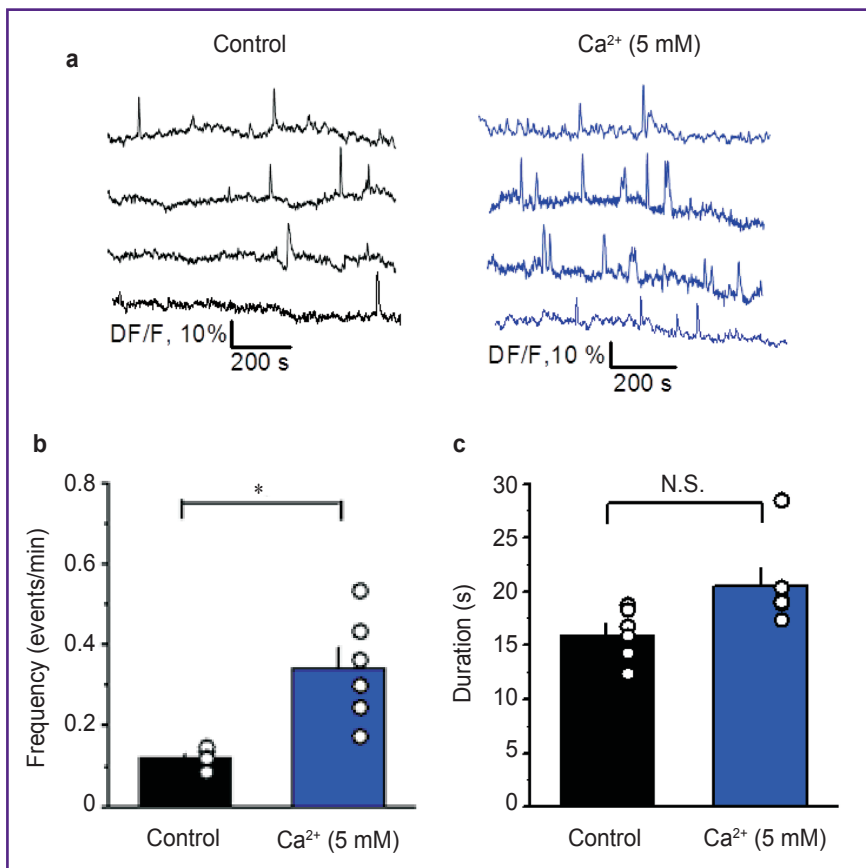 Control
Ca²⁺ (5 mM)
a
DF/F, 10%
200 s
DF/F,10 %
200 s
b
Frequency (events/min)
0.8
0.6
0.4
0.2
0
*
Control
Ca²⁺ (5 mM)
c
Duration (s)
30
25
20
15
10
5
0
N.S.
Control
Ca²⁺ (5 mM)